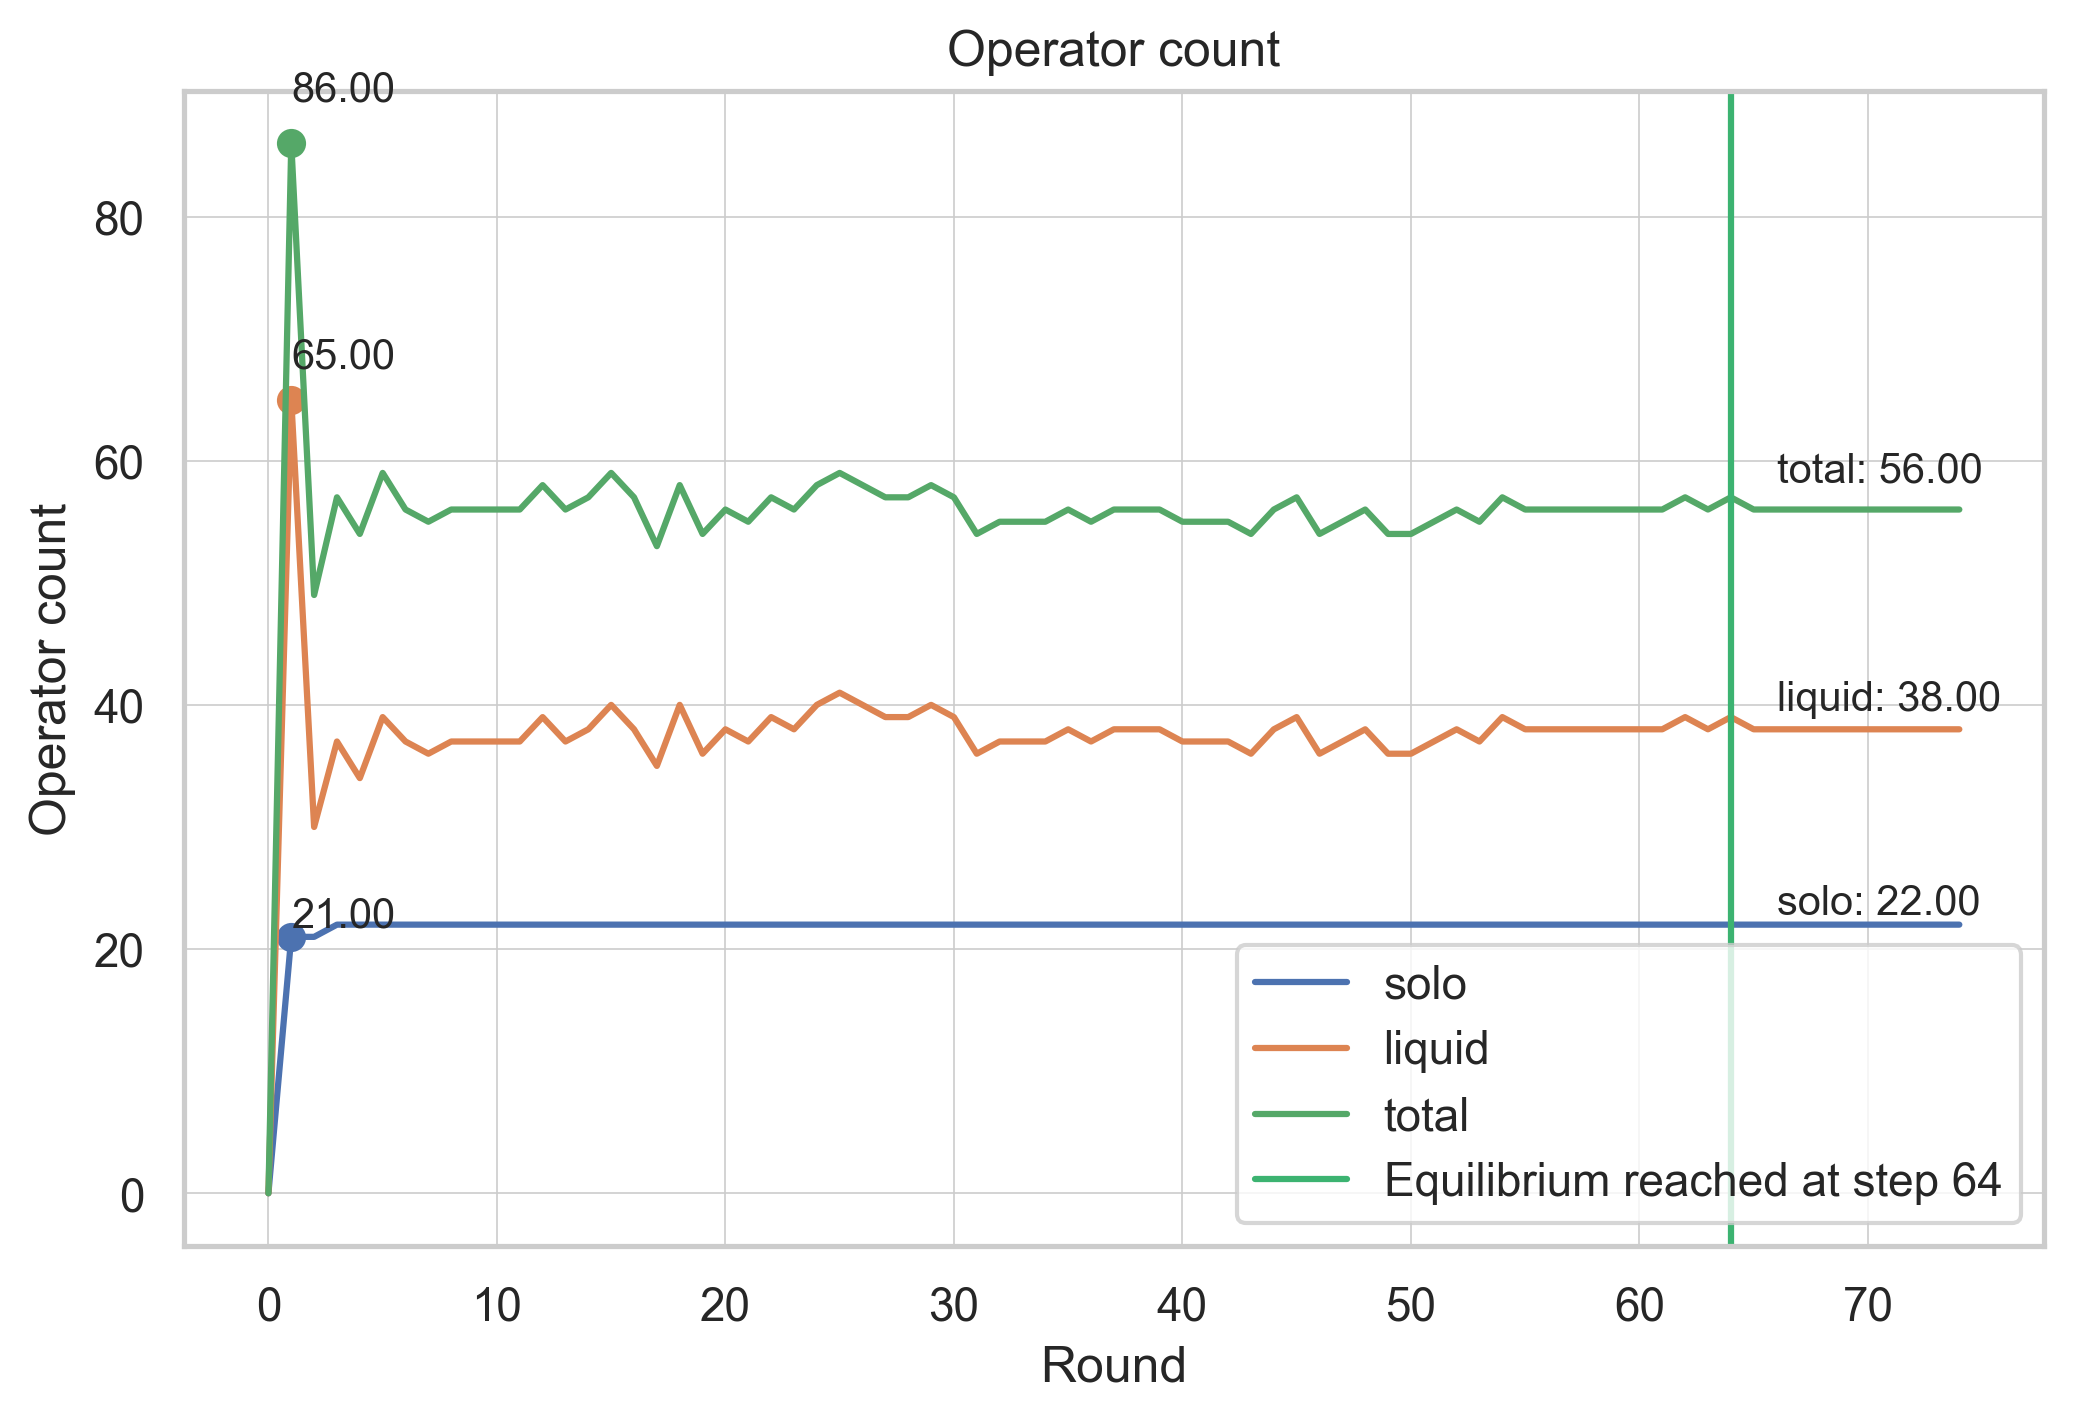 Operator count
86.00
80
65.00
60
total: 56.00
Operator count
40
liquid: 38.00
21.00
solo: 22.00
20
solo
liquid
total
0
Equilibrium reached at step 64
0 10 20 30 40 50 60 70
Round